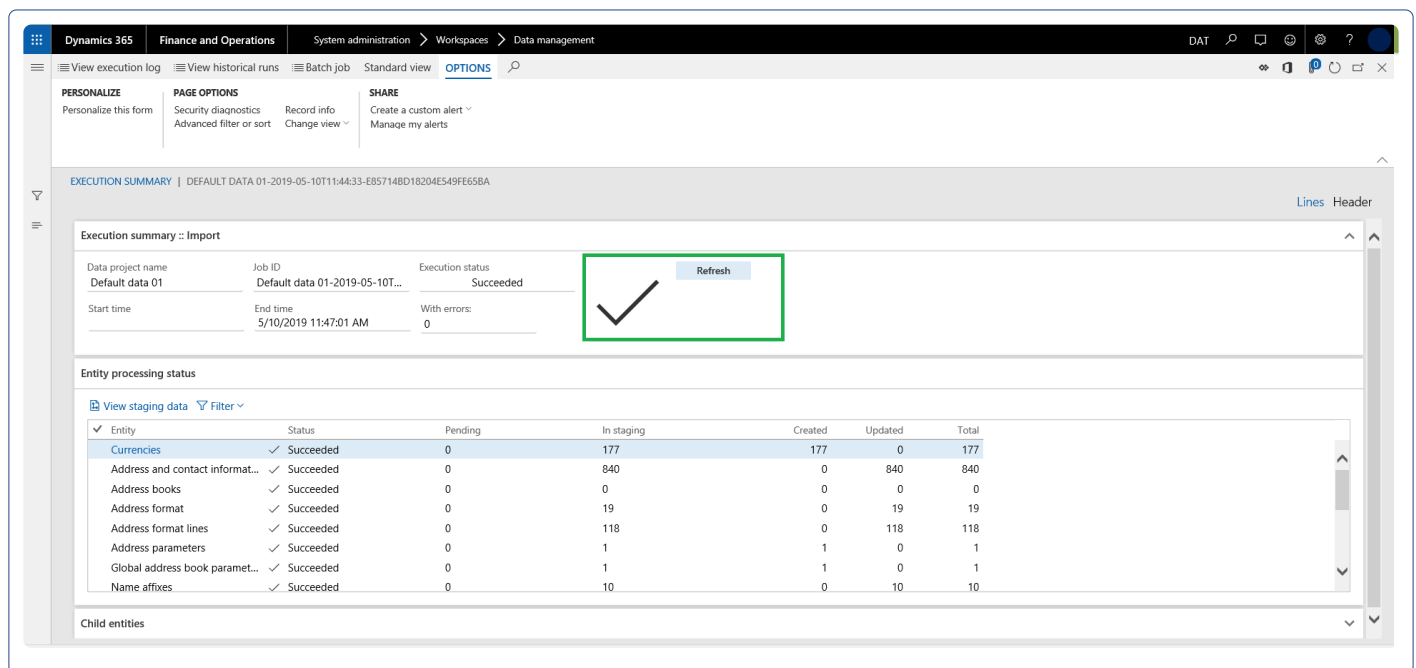 Dynamics 365 Finance and Operations System administration Workspaces Data management DAT ?
View execution log View historical runs Batch job Standard view OPTIONS 0
PERSONALIZE PAGE OPTIONS SHARE
Personalize this form Security diagnostics Record info Create a custom alert
Advanced filter or sort Change view Manage my alerts
EXECUTION SUMMARY | DEFAULT DATA 01-2019-05-10T11:44:33-E85714BD18204E549FE65BA
Lines Header
Execution summary :: Import
Data project name Job ID Execution status Refresh
Default data 01 Default data 01-2019-05-10T... Succeeded
Start time End time With errors:
5/10/2019 11:47:01 AM 0
Entity processing status
View staging data Filter
Entity Status Pending In staging Created Updated Total
Currencies Succeeded 0 177 177 0 177
Address and contact informat... Succeeded 0 840 0 840 840
Address books Succeeded 0 0 0 0 0
Address format Succeeded 0 19 0 19 19
Address format lines Succeeded 0 118 0 118 118
Address parameters Succeeded 0 1 1 0 1
Global address book paramet... Succeeded 0 1 1 0 1
Name affixes Succeeded 0 10 0 10 10
Child entities